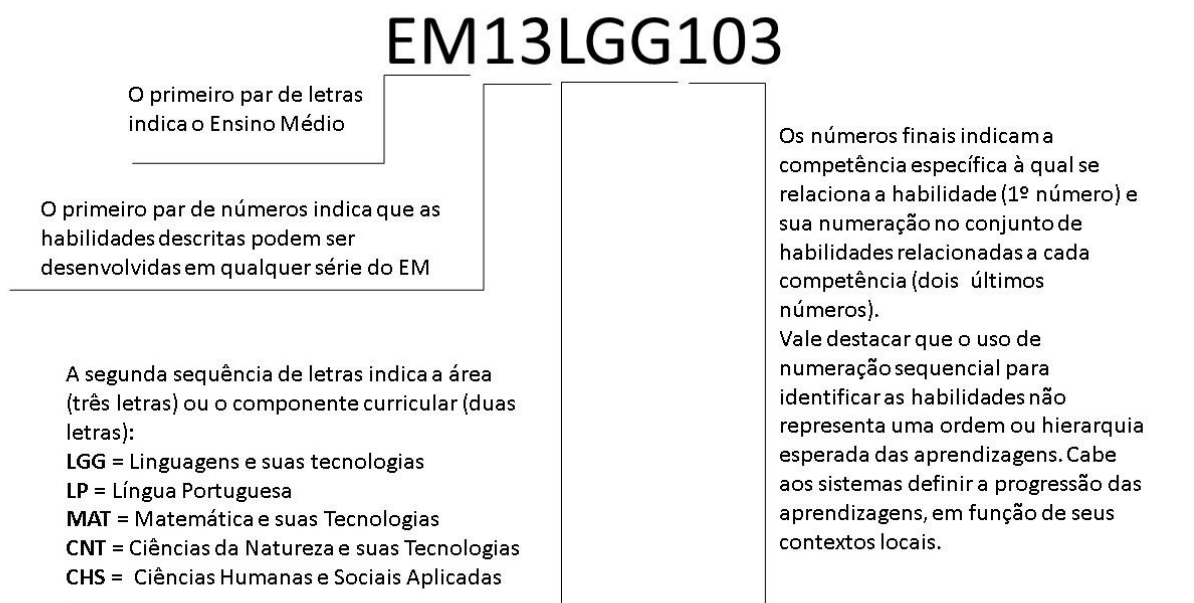 EM13LGG103
O primeiro par de letras
indica o Ensino Médio
O primeiro par de números indica que as
habilidades descritas podem ser
desenvolvidas em qualquer série do EM
A segunda sequência de letras indica a área
(três letras) ou o componente curricular (duas
letras):
LGG = Linguagens e suas tecnologias
LP = Língua Portuguesa
MAT = Matemática e suas Tecnologias
CNT = Ciências da Natureza e suas Tecnologias
CHS = Ciências Humanas e Sociais Aplicadas
Os números finais indicam a
competência específica à qual se
relaciona a habilidade (1º número) e
sua numeração no conjunto de
habilidades relacionadas a cada
competência (dois últimos
números).
Vale destacar que o uso de
numeração sequencial para
identificar as habilidades não
representa uma ordem ou hierarquia
esperada das aprendizagens. Cabe
aos sistemas definir a progressão das
aprendizagens, em função de seus
contextos locais.